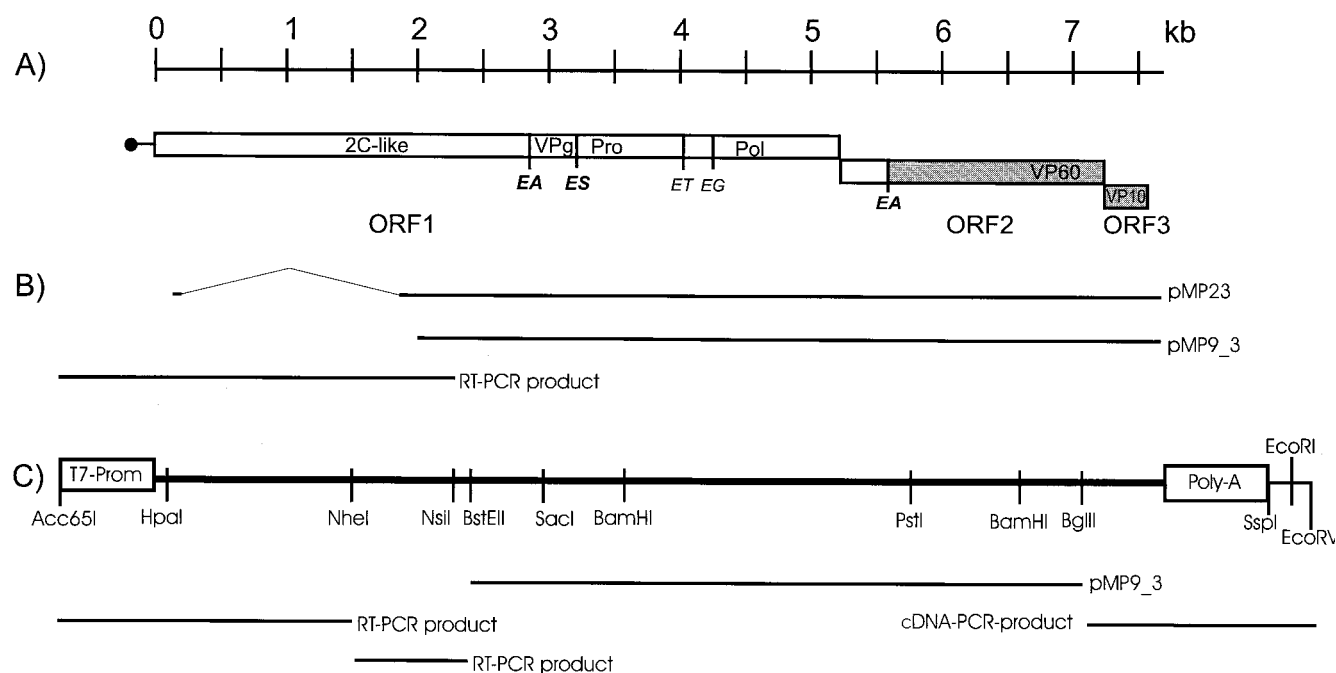 0 1 2 3 4 5 6 7 kb
A)
2C-like VPg Pro Pol
VP60
EA ES ET EG EA VP10
ORF1 ORF2 ORF3
B)
pMP23
pMP9_3
RT-PCR product
C)
EcoRI
T7-Prom Poly-A
Acc65I HpaI NheI NsiI BstEII SacI BamHI PstI BamHI BglII SspI
EcoRV
pMP9_3
RT-PCR product cDNA-PCR-product
RT-PCR product